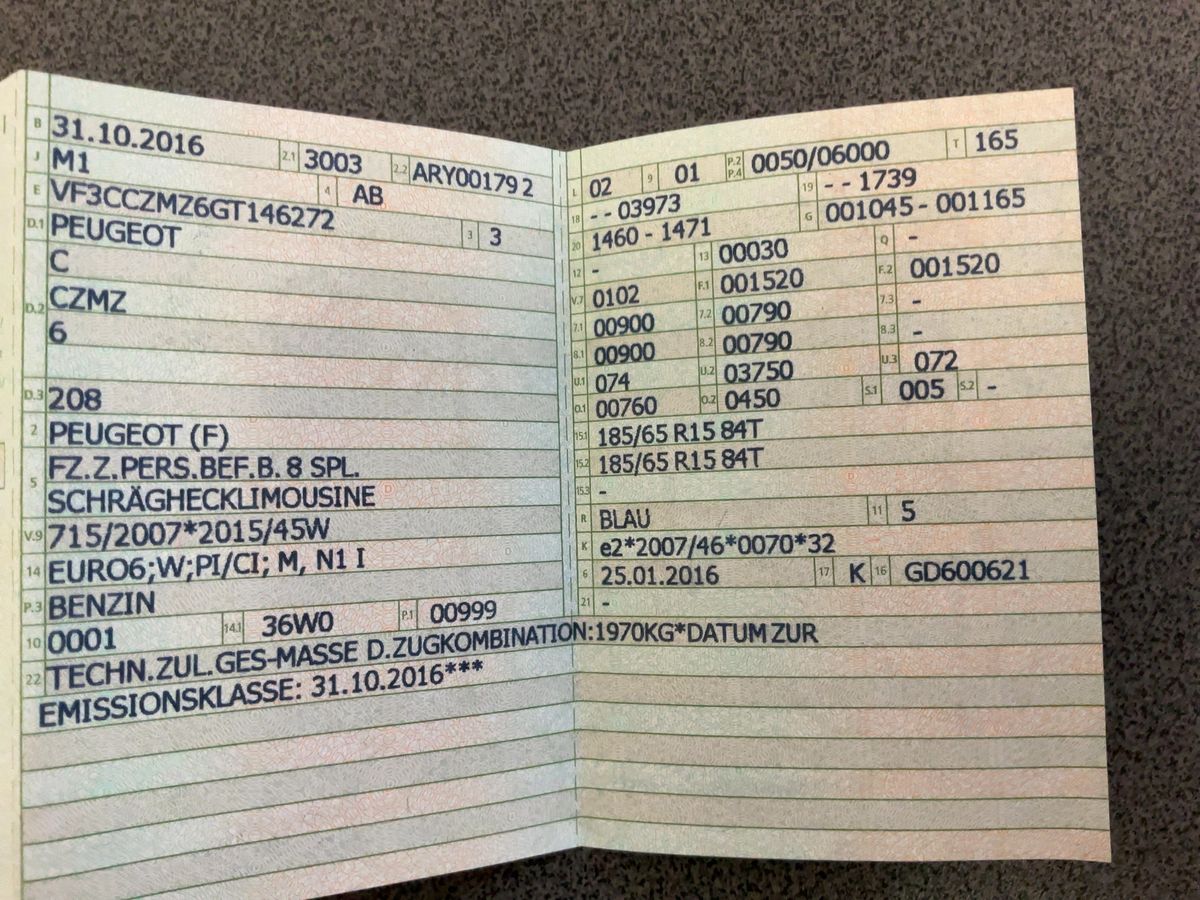 B 31.10.2016 2.1 3003 2.2 ARY001792
J M1 4 AB
E VF3CCZMZ6GT146272
D.1 PEUGEOT 3 3
C
D.2 CZMZ
6
D.3 208
2 PEUGEOT (F)
5 FZ.Z.PERS.BEF.B. 8 SPL.
SCHRÄGHECKLIMOUSINE
V.9 715/2007*2015/45W
14 EURO6;W;PI/CI; M, N1 I
P.3 BENZIN
10 0001 14.1 36W0 P.1 00999
22 TECHN.ZUL.GES-MASSE D.ZUGKOMBINATION:1970KG*DATUM ZUR
EMISSIONSKLASSE: 31.10.2016***
L 02 9 01 P.2 P.4 0050/06000 T 165
18 - - 03973 19 - - 1739
20 1460 - 1471 G 001045 - 001165
12 - 13 00030 Q -
V.7 0102 F.1 001520 F.2 001520
7.1 00900 7.2 00790 7.3 -
8.1 00900 8.2 00790 8.3 -
U.1 074 U.2 03750 U.3 072
O.1 00760 O.2 0450 S.1 005 S.2 -
15.1 185/65 R15 84T
15.2 185/65 R15 84T
15.3 -
R BLAU 11 5
K e2*2007/46*0070*32
6 25.01.2016 17 K 16 GD600621
21 -